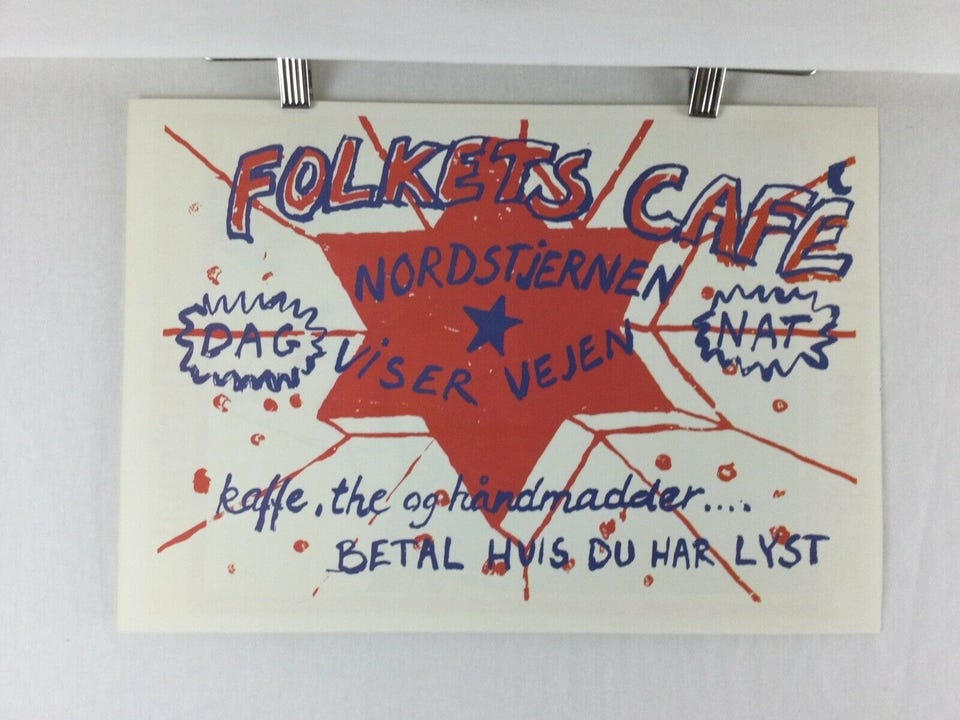 FOLKETS CAFÉ
NORDSTJERNEN
DAG
NAT
VISER VEJEN
kaffe, the og håndmadder....
BETAL HVIS DU HAR LYST